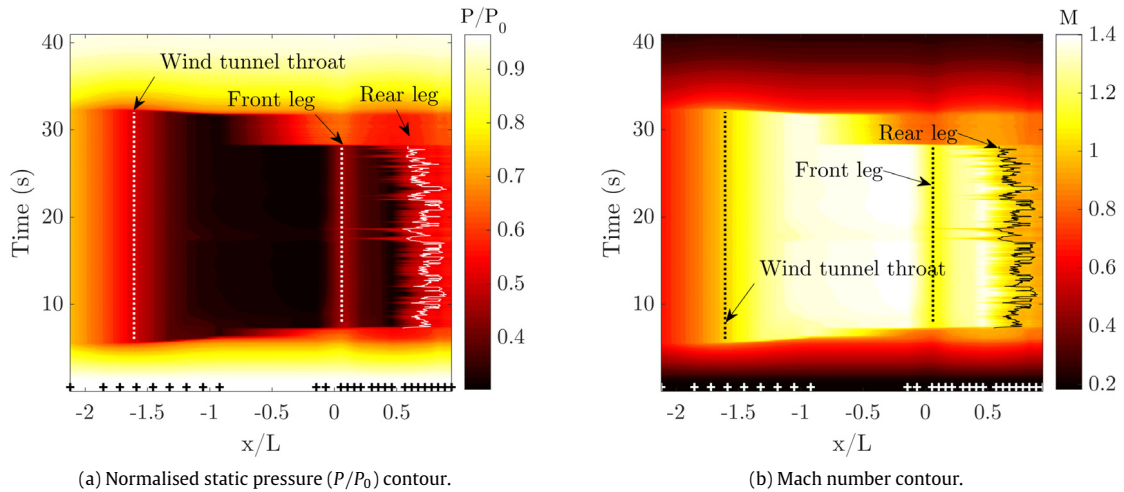 P/P0
Wind tunnel throat
Front leg
Rear leg
40
30
20
10
Time (s)
-2 -1.5 -1 -0.5 0 0.5
x/L
0.9
0.8
0.7
0.6
0.5
0.4
(a) Normalised static pressure (P/P0) contour.
M
Rear leg
Front leg
Wind tunnel throat
40
30
20
10
Time (s)
-2 -1.5 -1 -0.5 0 0.5
x/L
1.4
1.2
1
0.8
0.6
0.4
0.2
(b) Mach number contour.